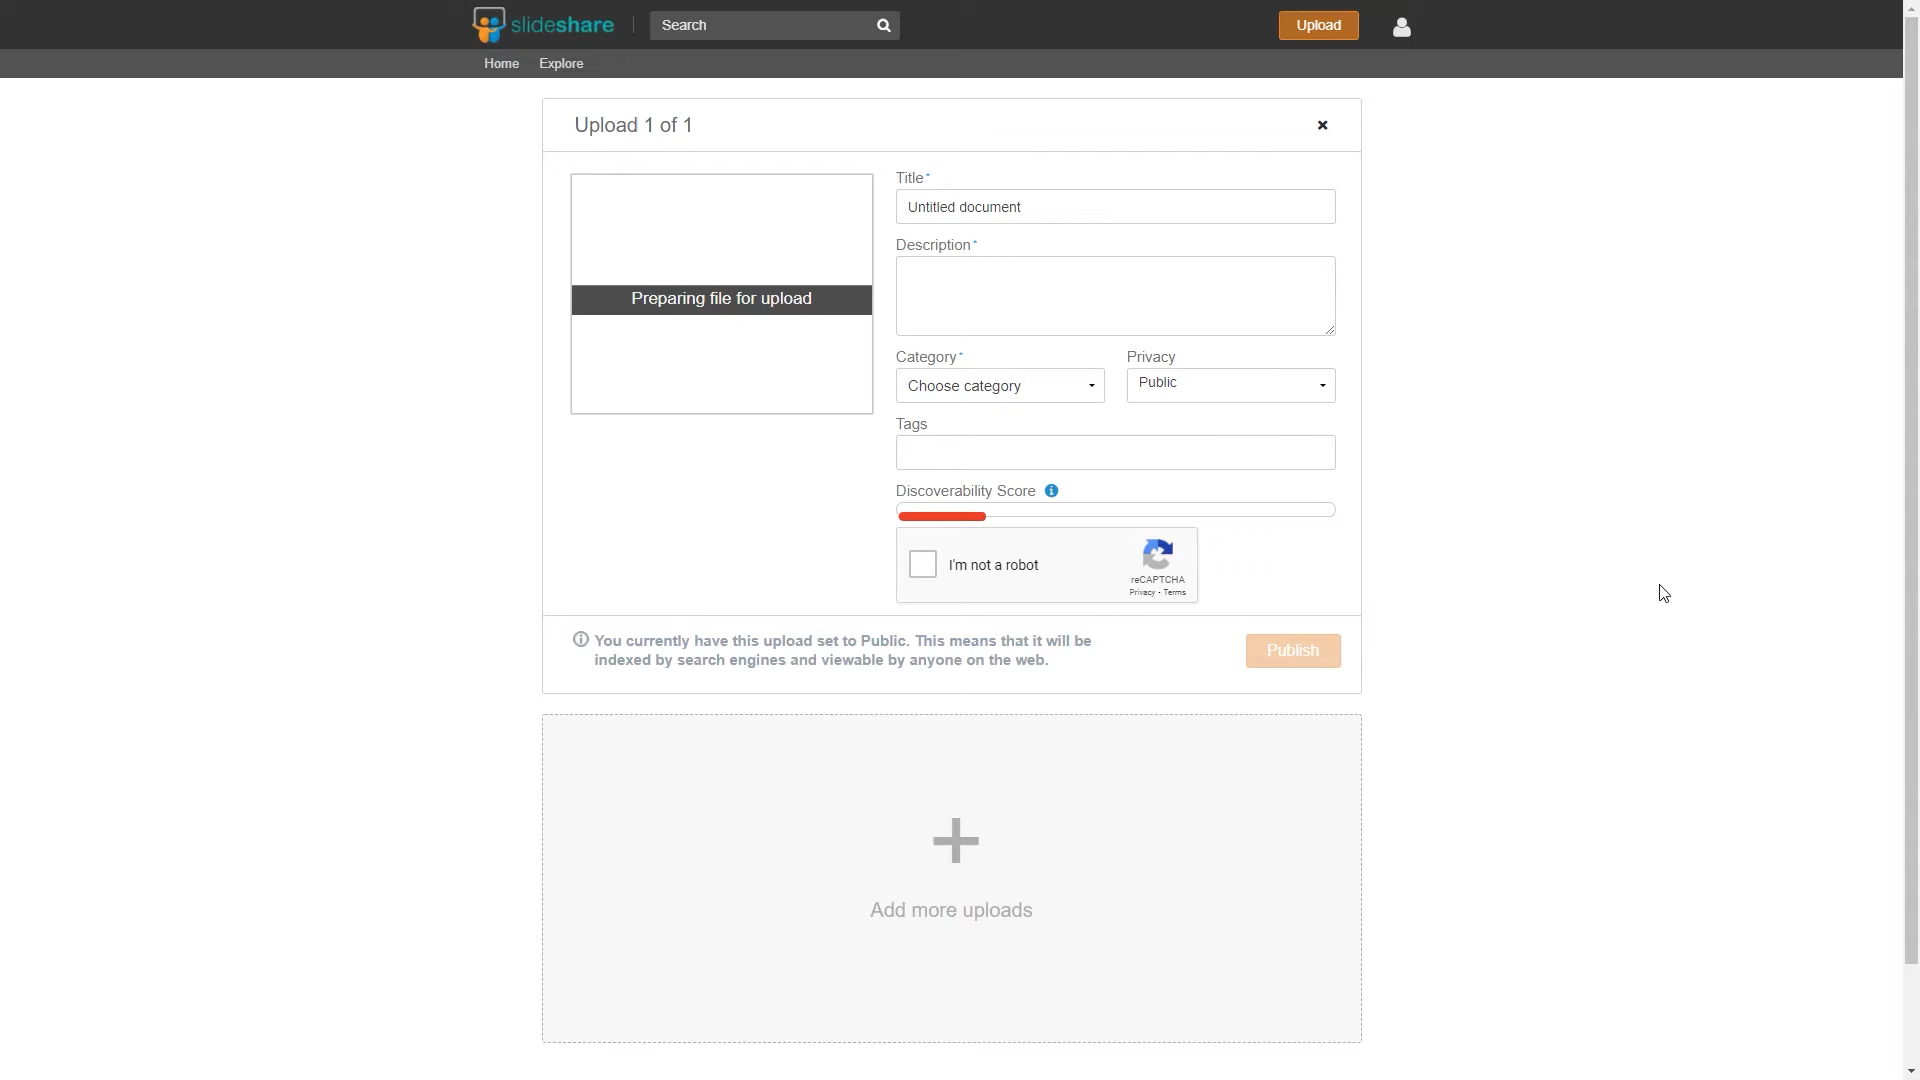 slideshare
Search
Upload
Home
Explore
Upload 1 of 1
Title*
Untitled document
Preparing file for upload
Description*
Category*
Privacy
Choose category
Public
Tags
Discoverability Score
I'm not a robot
reCAPTCHA
Privacy - Terms
You currently have this upload set to Public. This means that it will be
indexed by search engines and viewable by anyone on the web.
Publish
Add more uploads